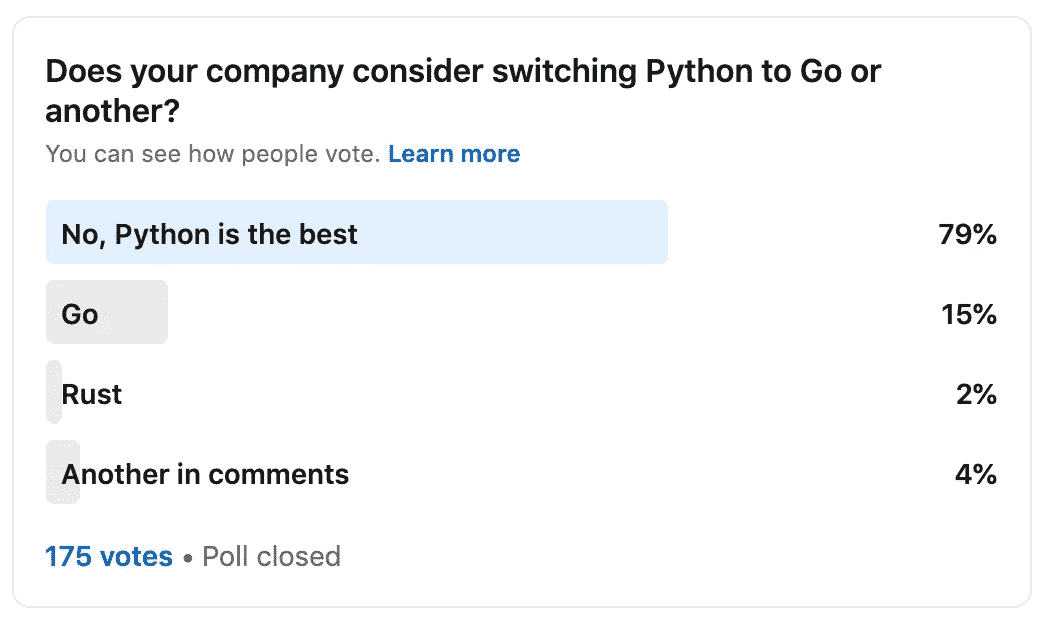 Does your company consider switching Python to Go or
another?
You can see how people vote. Learn more
No, Python is the best 79%
Go 15%
Rust 2%
Another in comments 4%
175 votes • Poll closed